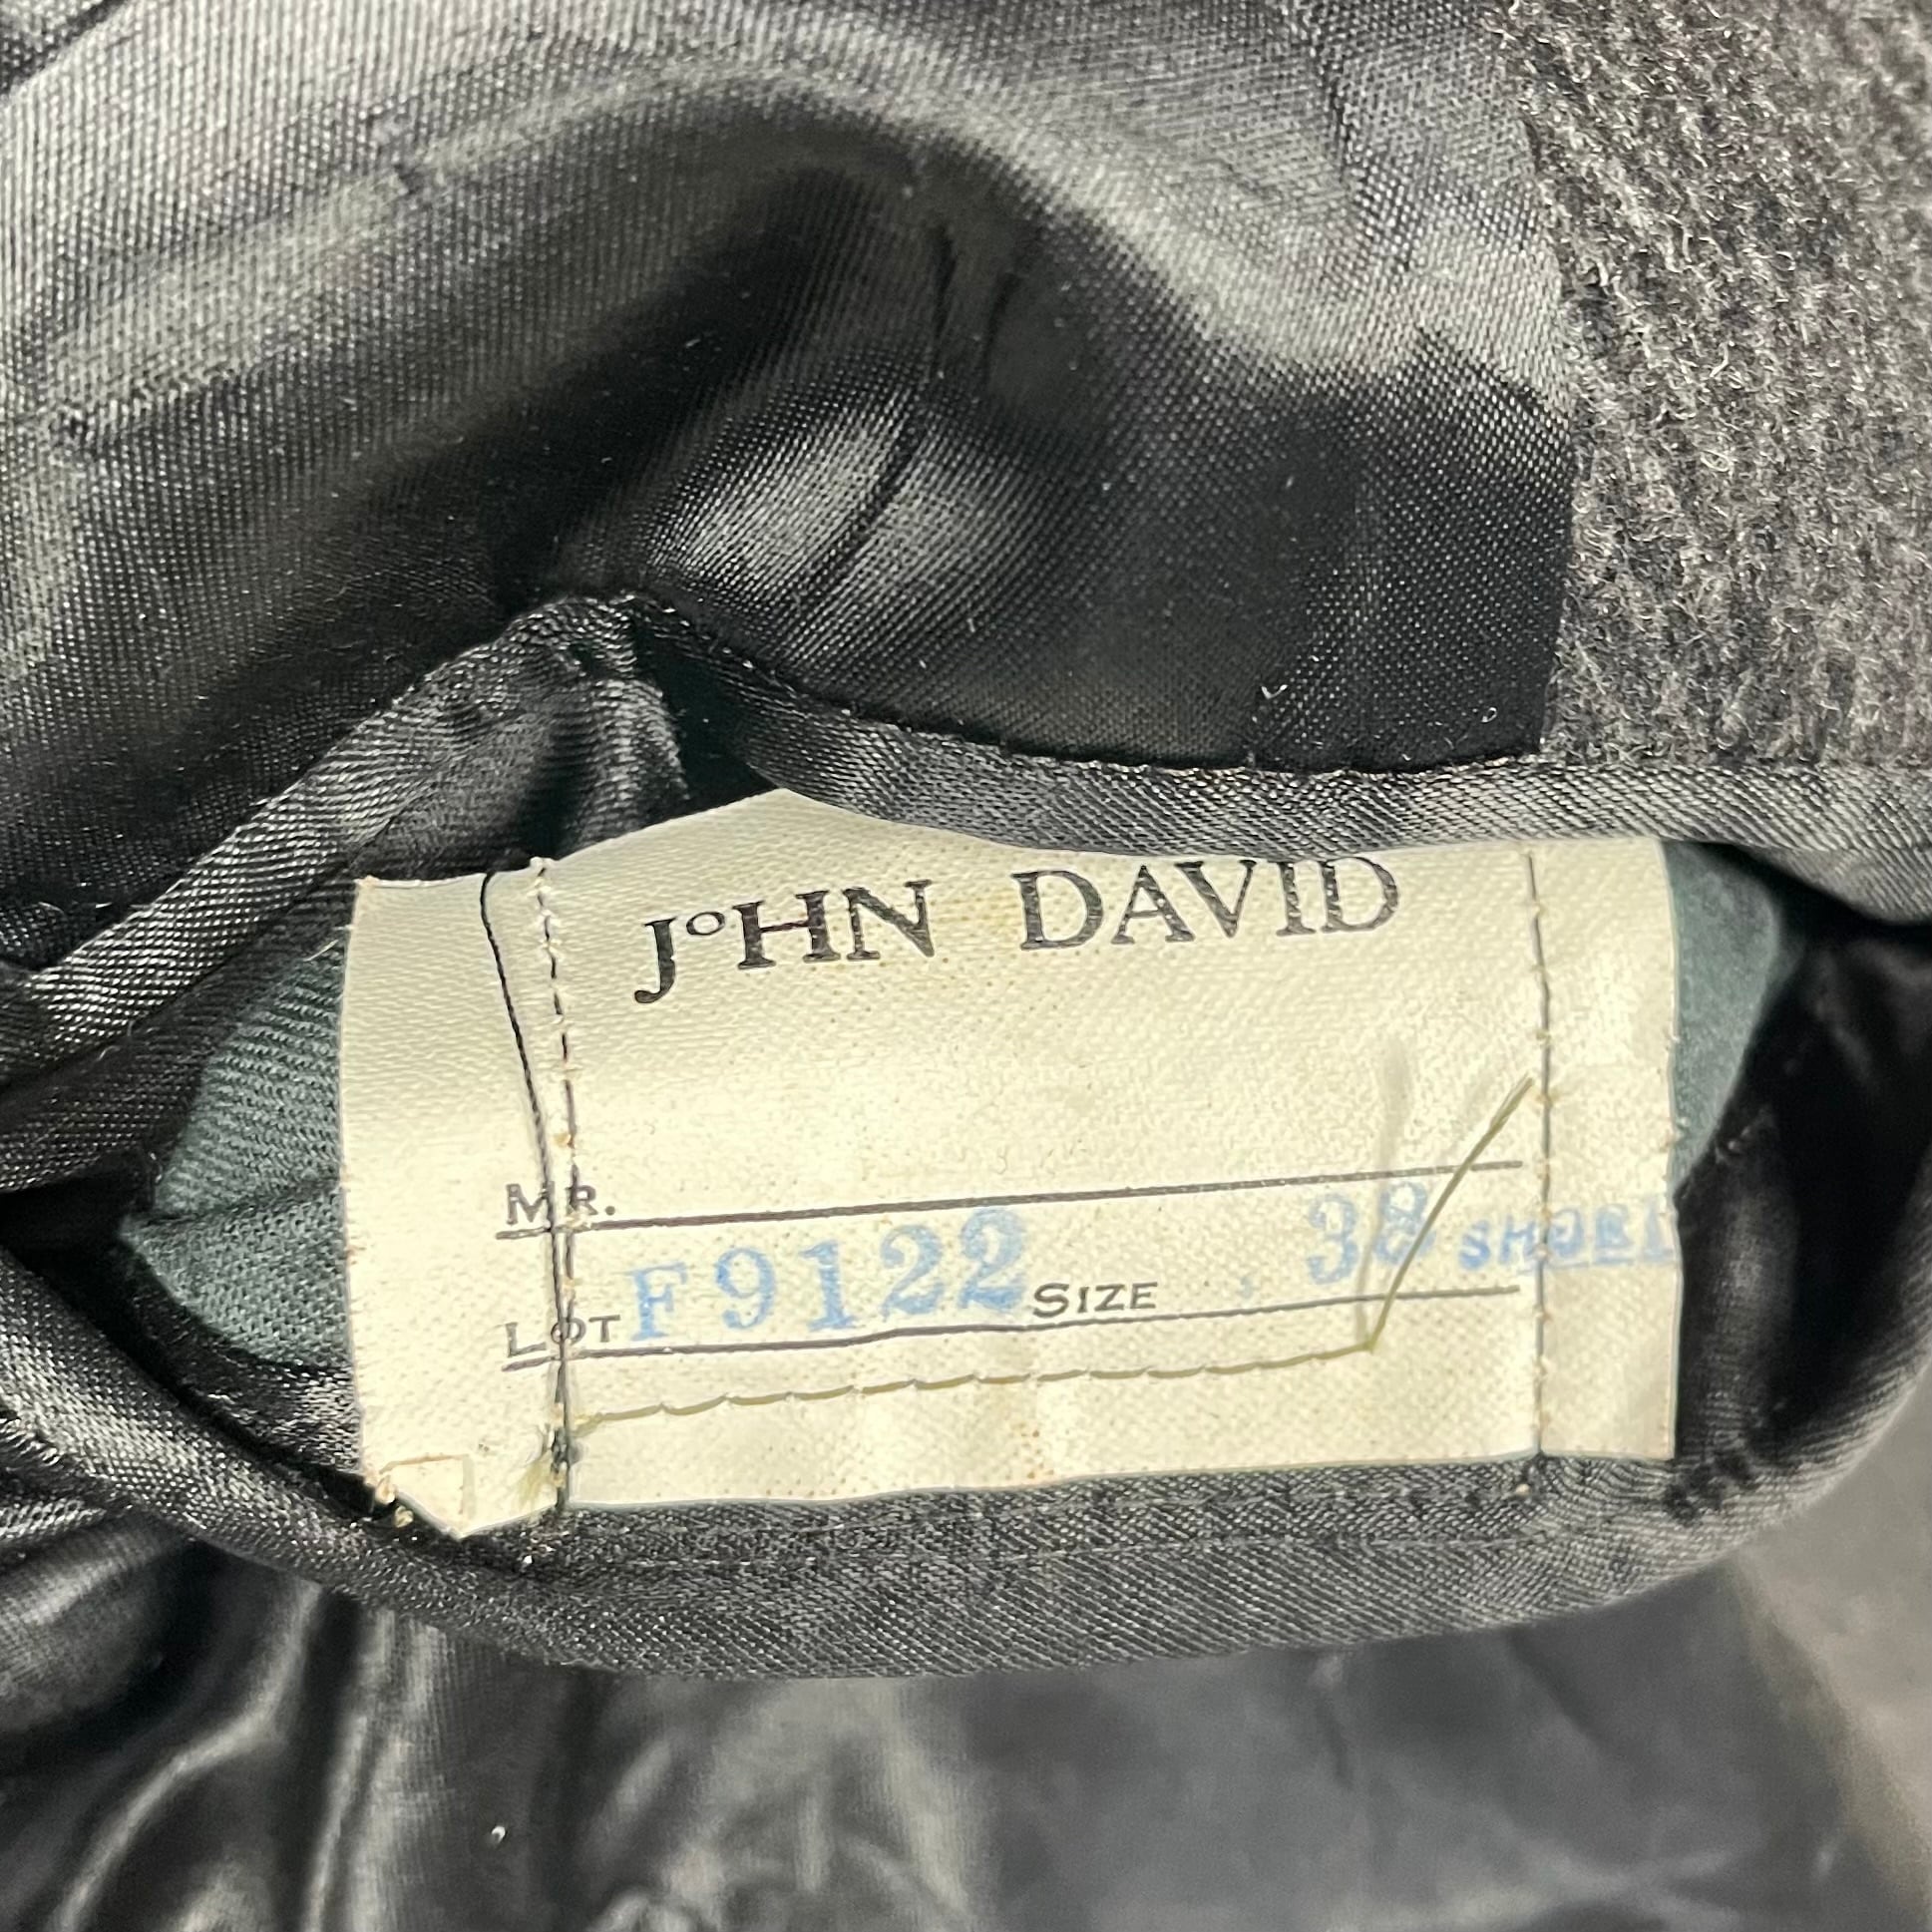 JOHN DAVID
MR.
LOT F9122 SIZE 38 SHORT